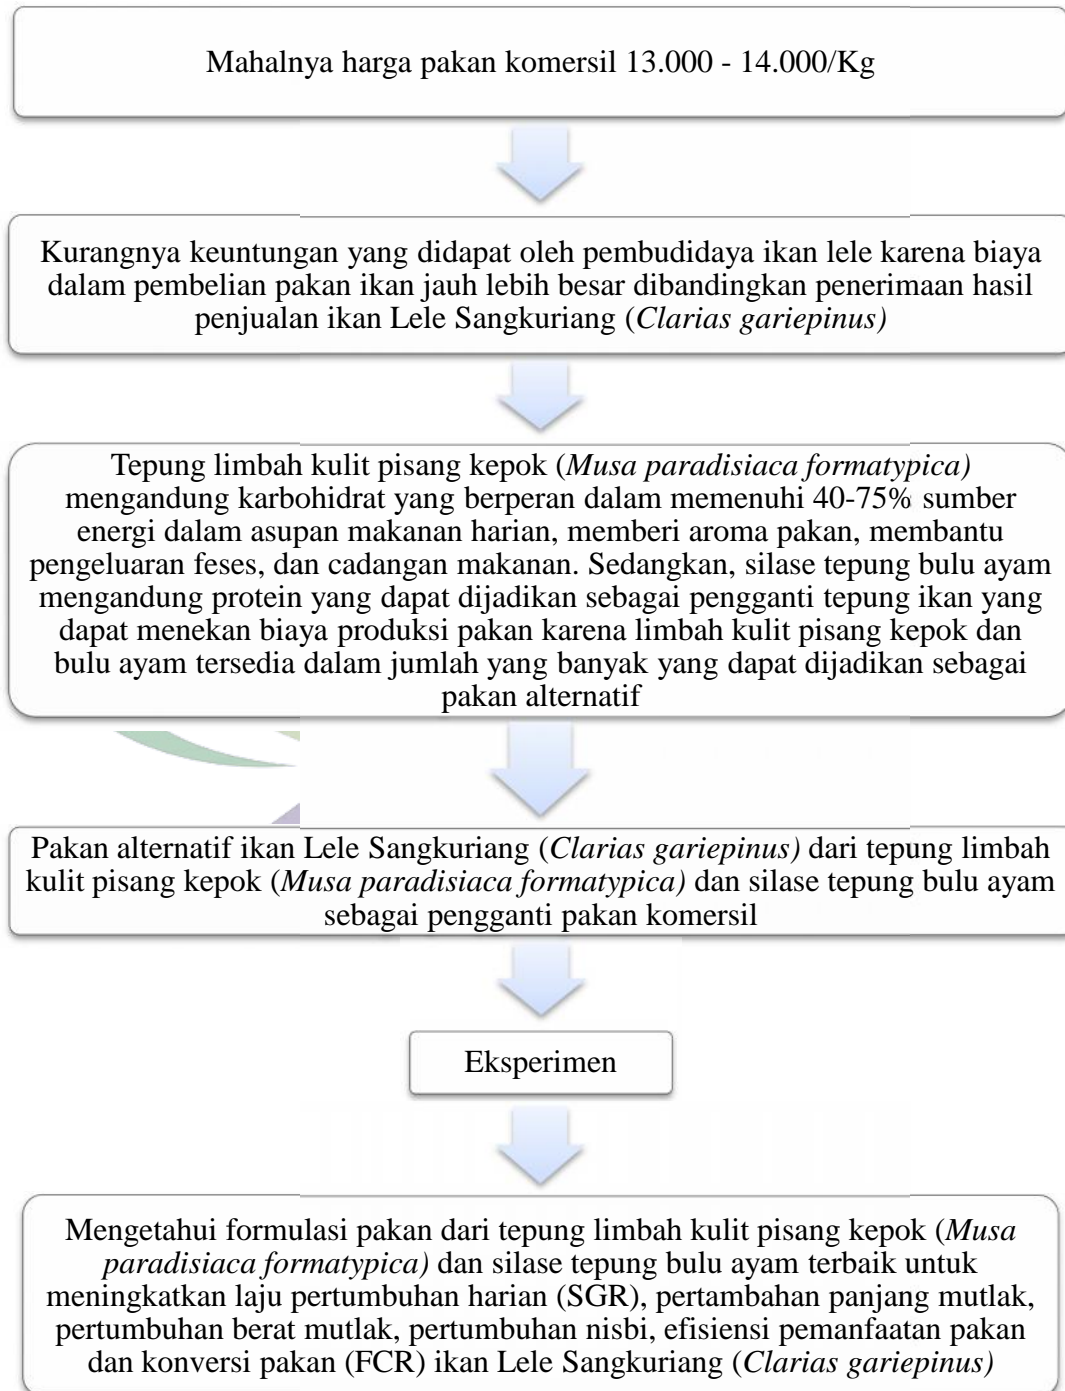 Mahalnya harga pakan komersil 13.000 - 14.000/Kg
Kurangnya keuntungan yang didapat oleh pembudidaya ikan lele karena biaya
dalam pembelian pakan ikan jauh lebih besar dibandingkan penerimaan hasil
penjualan ikan Lele Sangkuriang (Clarias gariepinus)
Tepung limbah kulit pisang kepok (Musa paradisiaca formatypica)
mengandung karbohidrat yang berperan dalam memenuhi 40-75% sumber
energi dalam asupan makanan harian, memberi aroma pakan, membantu
pengeluaran feses, dan cadangan makanan. Sedangkan, silase tepung bulu ayam
mengandung protein yang dapat dijadikan sebagai pengganti tepung ikan yang
dapat menekan biaya produksi pakan karena limbah kulit pisang kepok dan
bulu ayam tersedia dalam jumlah yang banyak yang dapat dijadikan sebagai
pakan alternatif
Pakan alternatif ikan Lele Sangkuriang (Clarias gariepinus) dari tepung limbah
kulit pisang kepok (Musa paradisiaca formatypica) dan silase tepung bulu ayam
sebagai pengganti pakan komersil
Eksperimen
Mengetahui formulasi pakan dari tepung limbah kulit pisang kepok (Musa
paradisiaca formatypica) dan silase tepung bulu ayam terbaik untuk
meningkatkan laju pertumbuhan harian (SGR), pertambahan panjang mutlak,
pertumbuhan berat mutlak, pertumbuhan nisbi, efisiensi pemanfaatan pakan
dan konversi pakan (FCR) ikan Lele Sangkuriang (Clarias gariepinus)